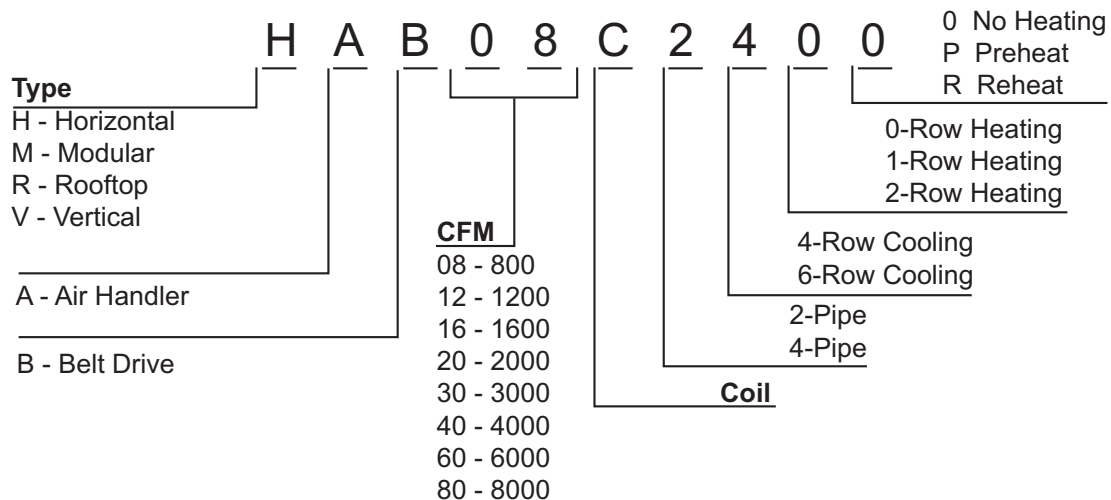 H A B 0 8 C 2 4 0 0
0 No Heating
P Preheat
R Reheat
Type
H - Horizontal
M - Modular
R - Rooftop
V - Vertical
0-Row Heating
1-Row Heating
2-Row Heating
CFM
08 - 800
12 - 1200
16 - 1600
20 - 2000
30 - 3000
40 - 4000
60 - 6000
80 - 8000
4-Row Cooling
6-Row Cooling
A - Air Handler
2-Pipe
4-Pipe
B - Belt Drive
Coil